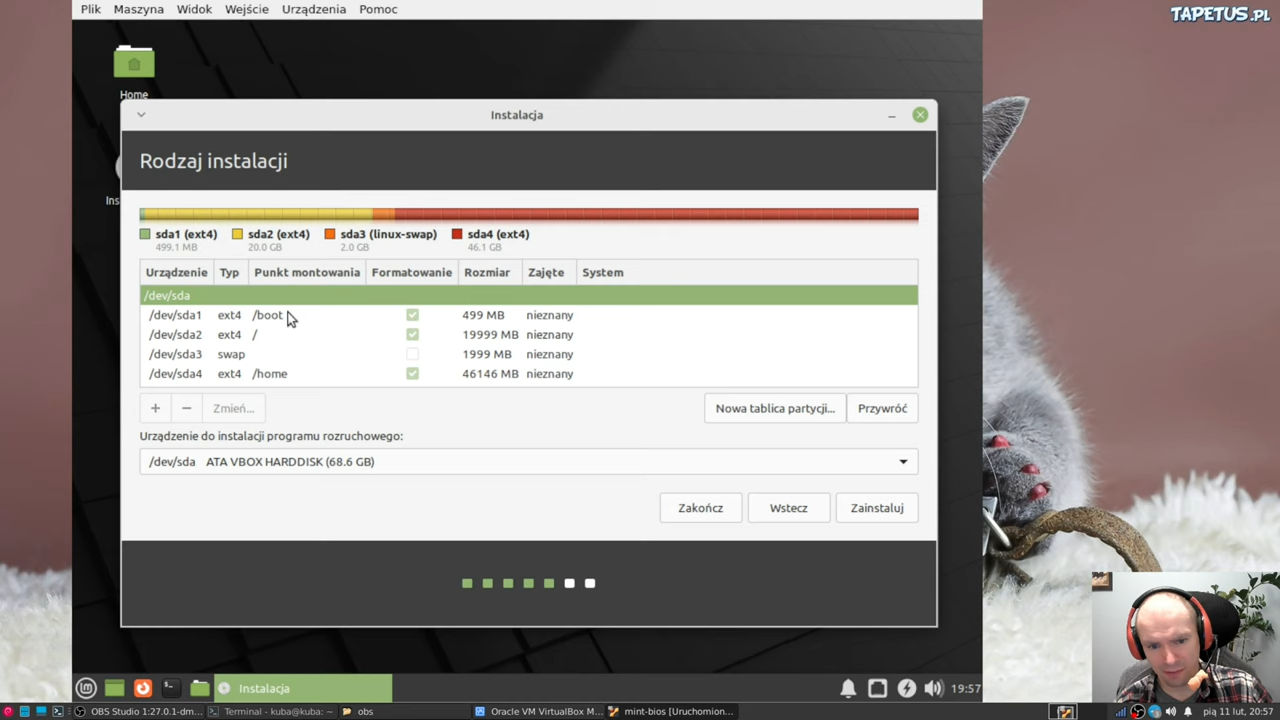 Plik Maszyna Widok Wejście Urządzenia Pomoc
TAPETUS.PL
Home
Ins
Instalacja
Rodzaj instalacji
sda1 (ext4) sda2 (ext4) sda3 (linux-swap) sda4 (ext4)
499.1 MB 20.0 GB 2.0 GB 46.1 GB
Urządzenie Typ Punkt montowania Formatowanie Rozmiar Zajęte System
/dev/sda
/dev/sda1 ext4 /boot 499 MB nieznany
/dev/sda2 ext4 / 19999 MB nieznany
/dev/sda3 swap 1999 MB nieznany
/dev/sda4 ext4 /home 46146 MB nieznany
+ − Zmień... Nowa tablica partycji... Przywróć
Urządzenie do instalacji programu rozruchowego:
/dev/sda ATA VBOX HARDDISK (68.6 GB)
Zakończ Wstecz Zainstaluj
Instalacja 19:57
OBS Studio 1:27.0.1-dm... Terminal - kuba@kuba: ~ obs Oracle VM VirtualBox M... mint-bios [Uruchomion... pią 11 lut, 20:57